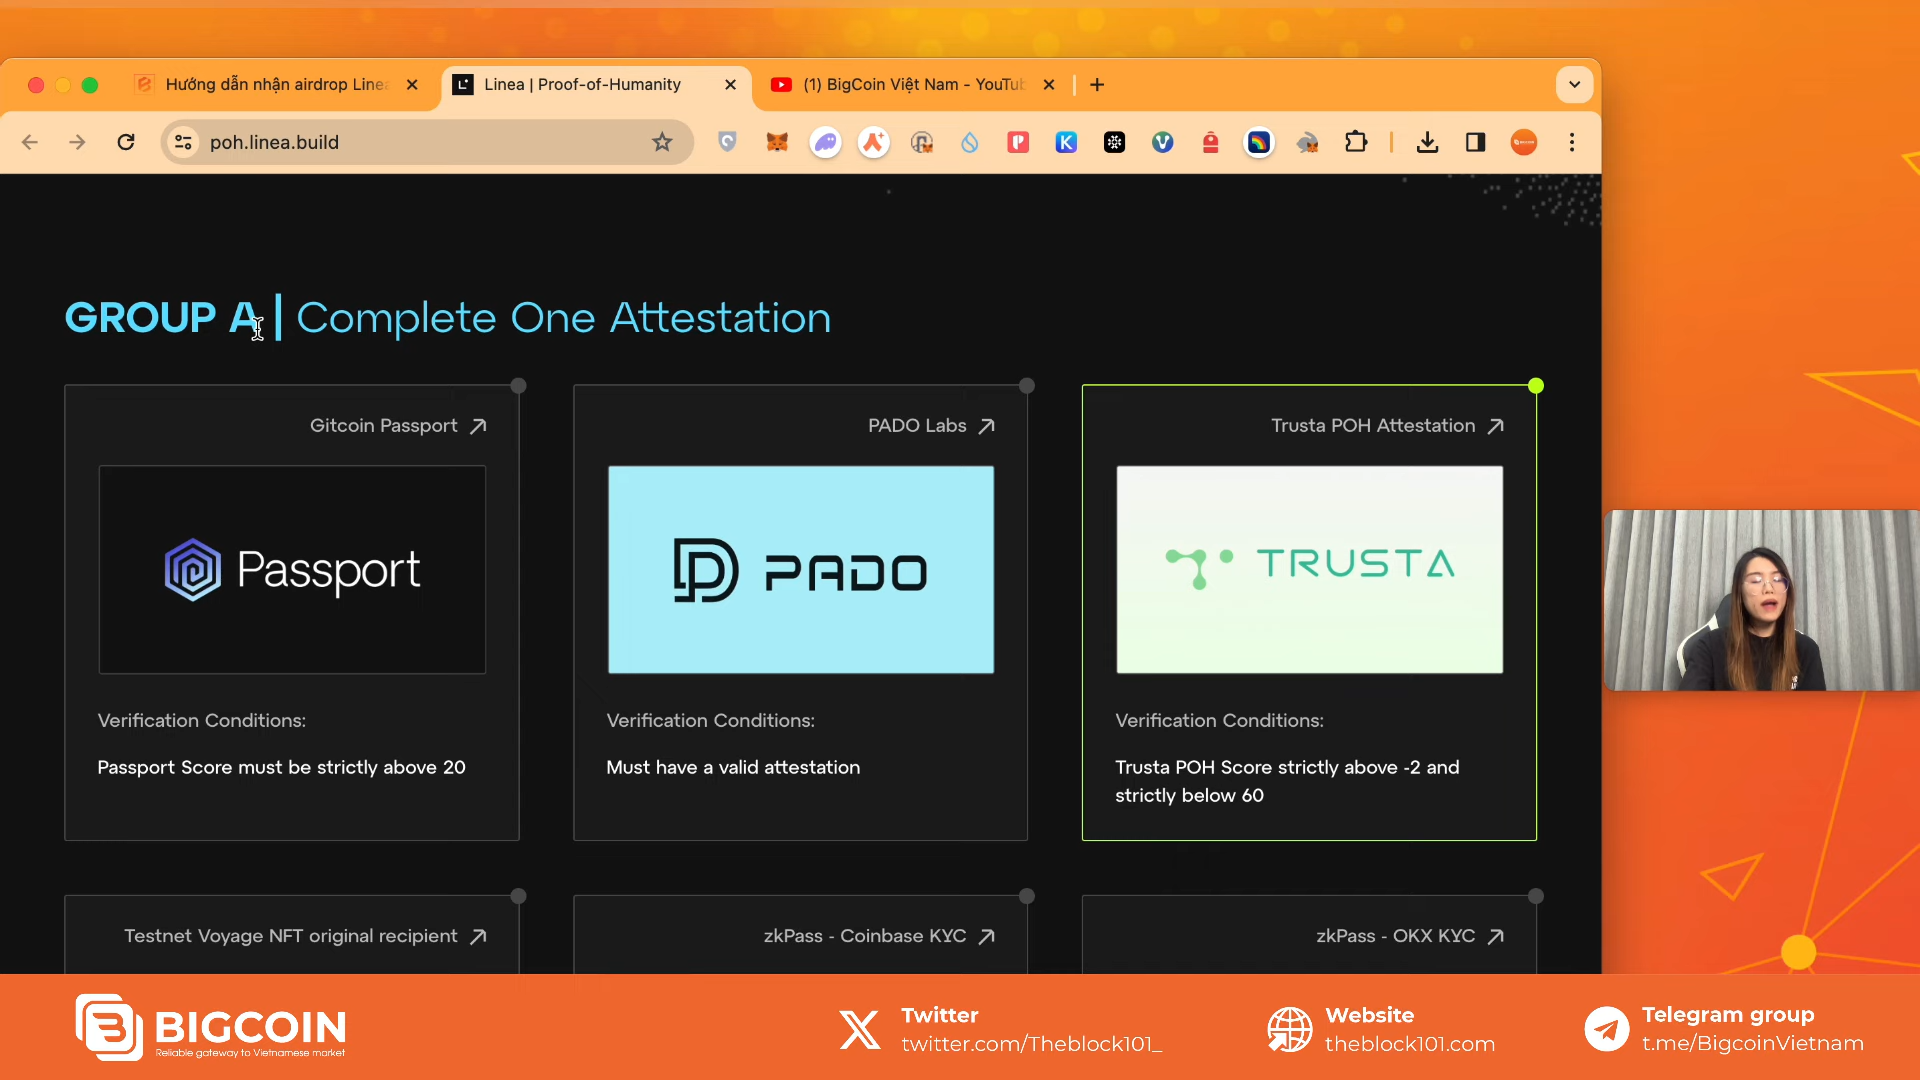 Hướng dẫn nhận airdrop Linea
Linea | Proof-of-Humanity
(1) BigCoin Việt Nam - YouTub
poh.linea.build
GROUP A | Complete One Attestation
Gitcoin Passport
PADO Labs
Trusta POH Attestation
Passport
PADO
TRUSTA
Verification Conditions:
Verification Conditions:
Verification Conditions:
Passport Score must be strictly above 20
Must have a valid attestation
Trusta POH Score strictly above -2 and
strictly below 60
Testnet Voyage NFT original recipient
zkPass - Coinbase KYC
zkPass - OKX KYC
BIGCOIN
Reliable gateway to Vietnamese market
Twitter
twitter.com/Theblock101_
Website
theblock101.com
Telegram group
t.me/BigcoinVietnam